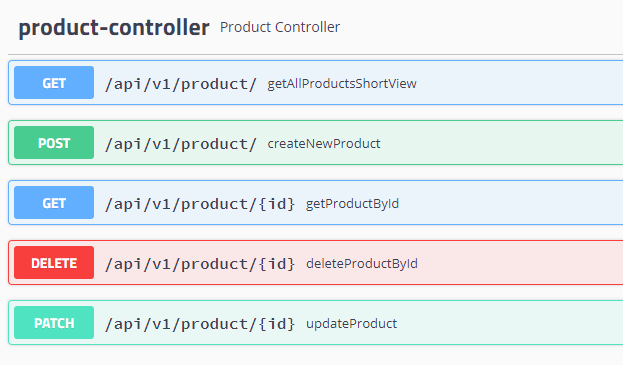 product-controller Product Controller
GET /api/v1/product/ getAllProductsShortView
POST /api/v1/product/ createNewProduct
GET /api/v1/product/{id} getProductById
DELETE /api/v1/product/{id} deleteProductById
PATCH /api/v1/product/{id} updateProduct